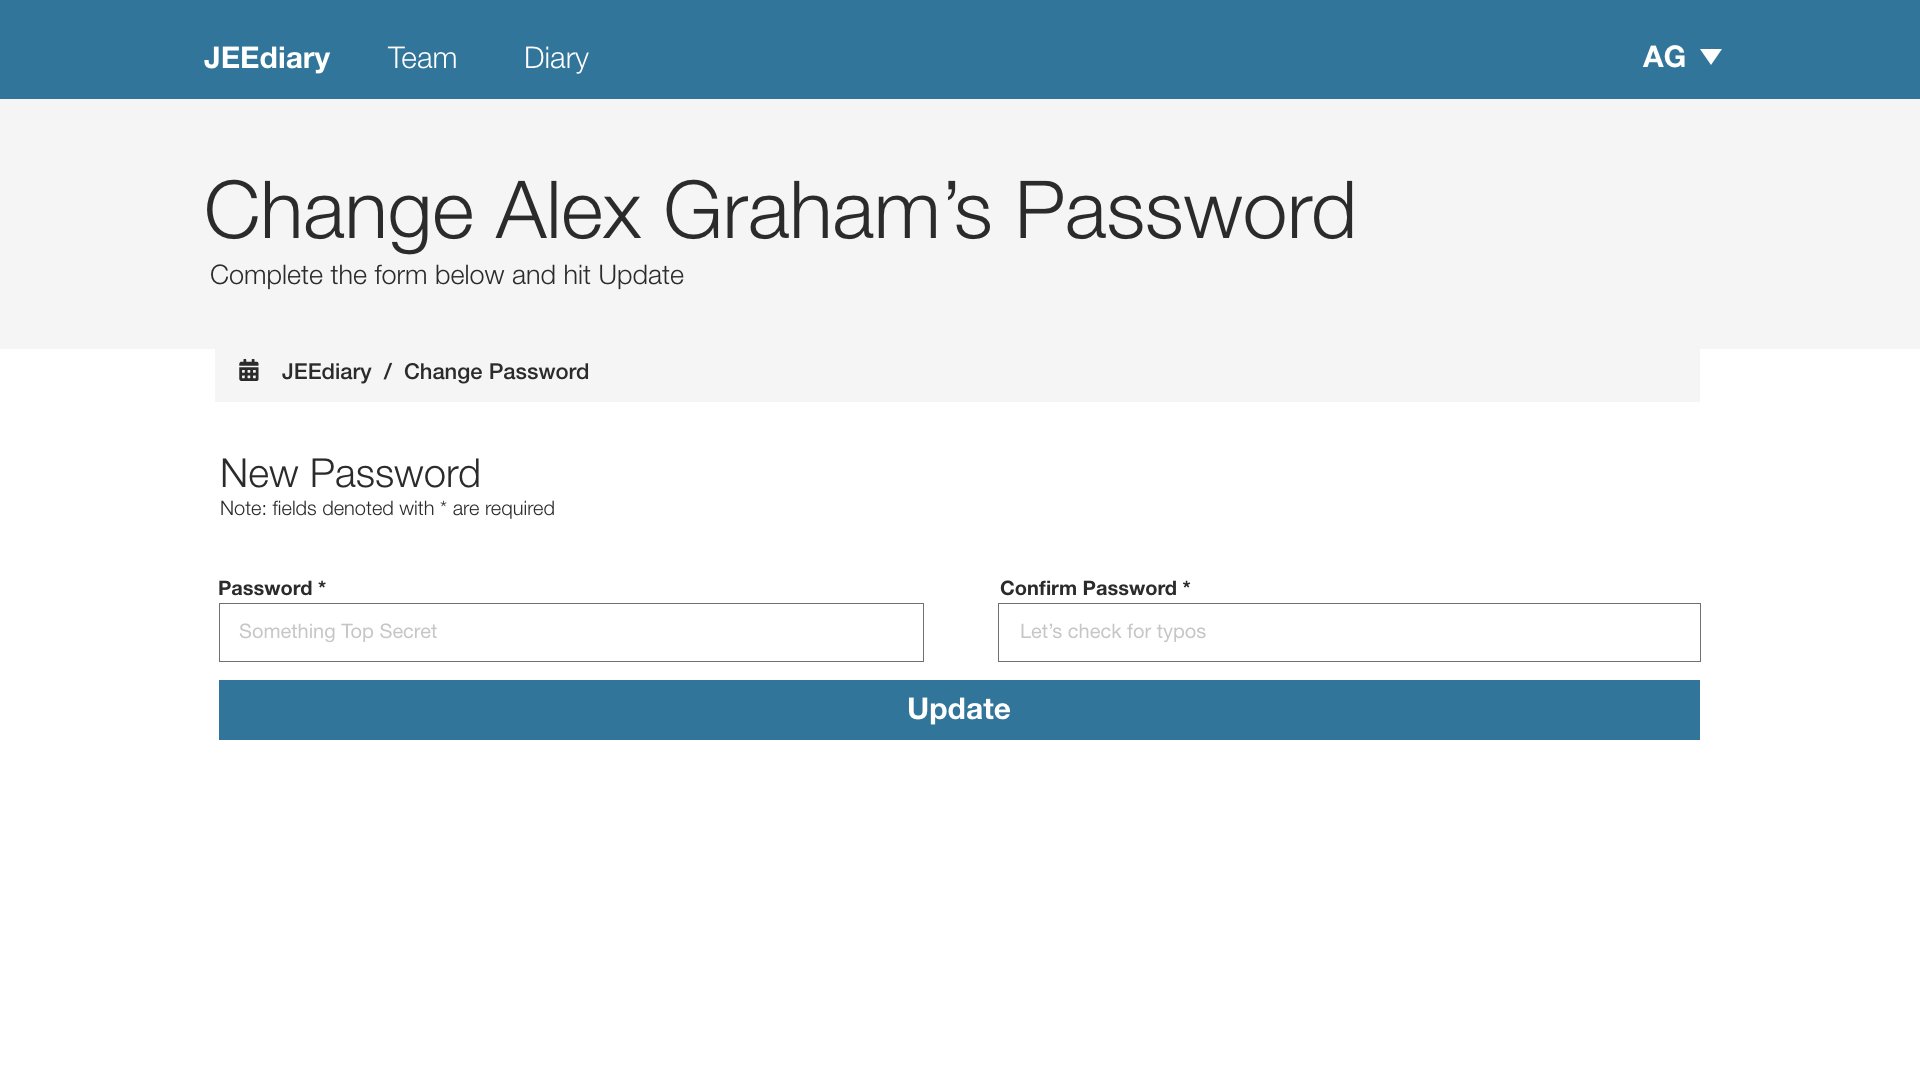 JEEdiary Team Diary AG
Change Alex Graham’s Password
Complete the form below and hit Update
JEEdiary / Change Password
New Password
Note: fields denoted with * are required
Password * Confirm Password *
Something Top Secret Let’s check for typos
Update